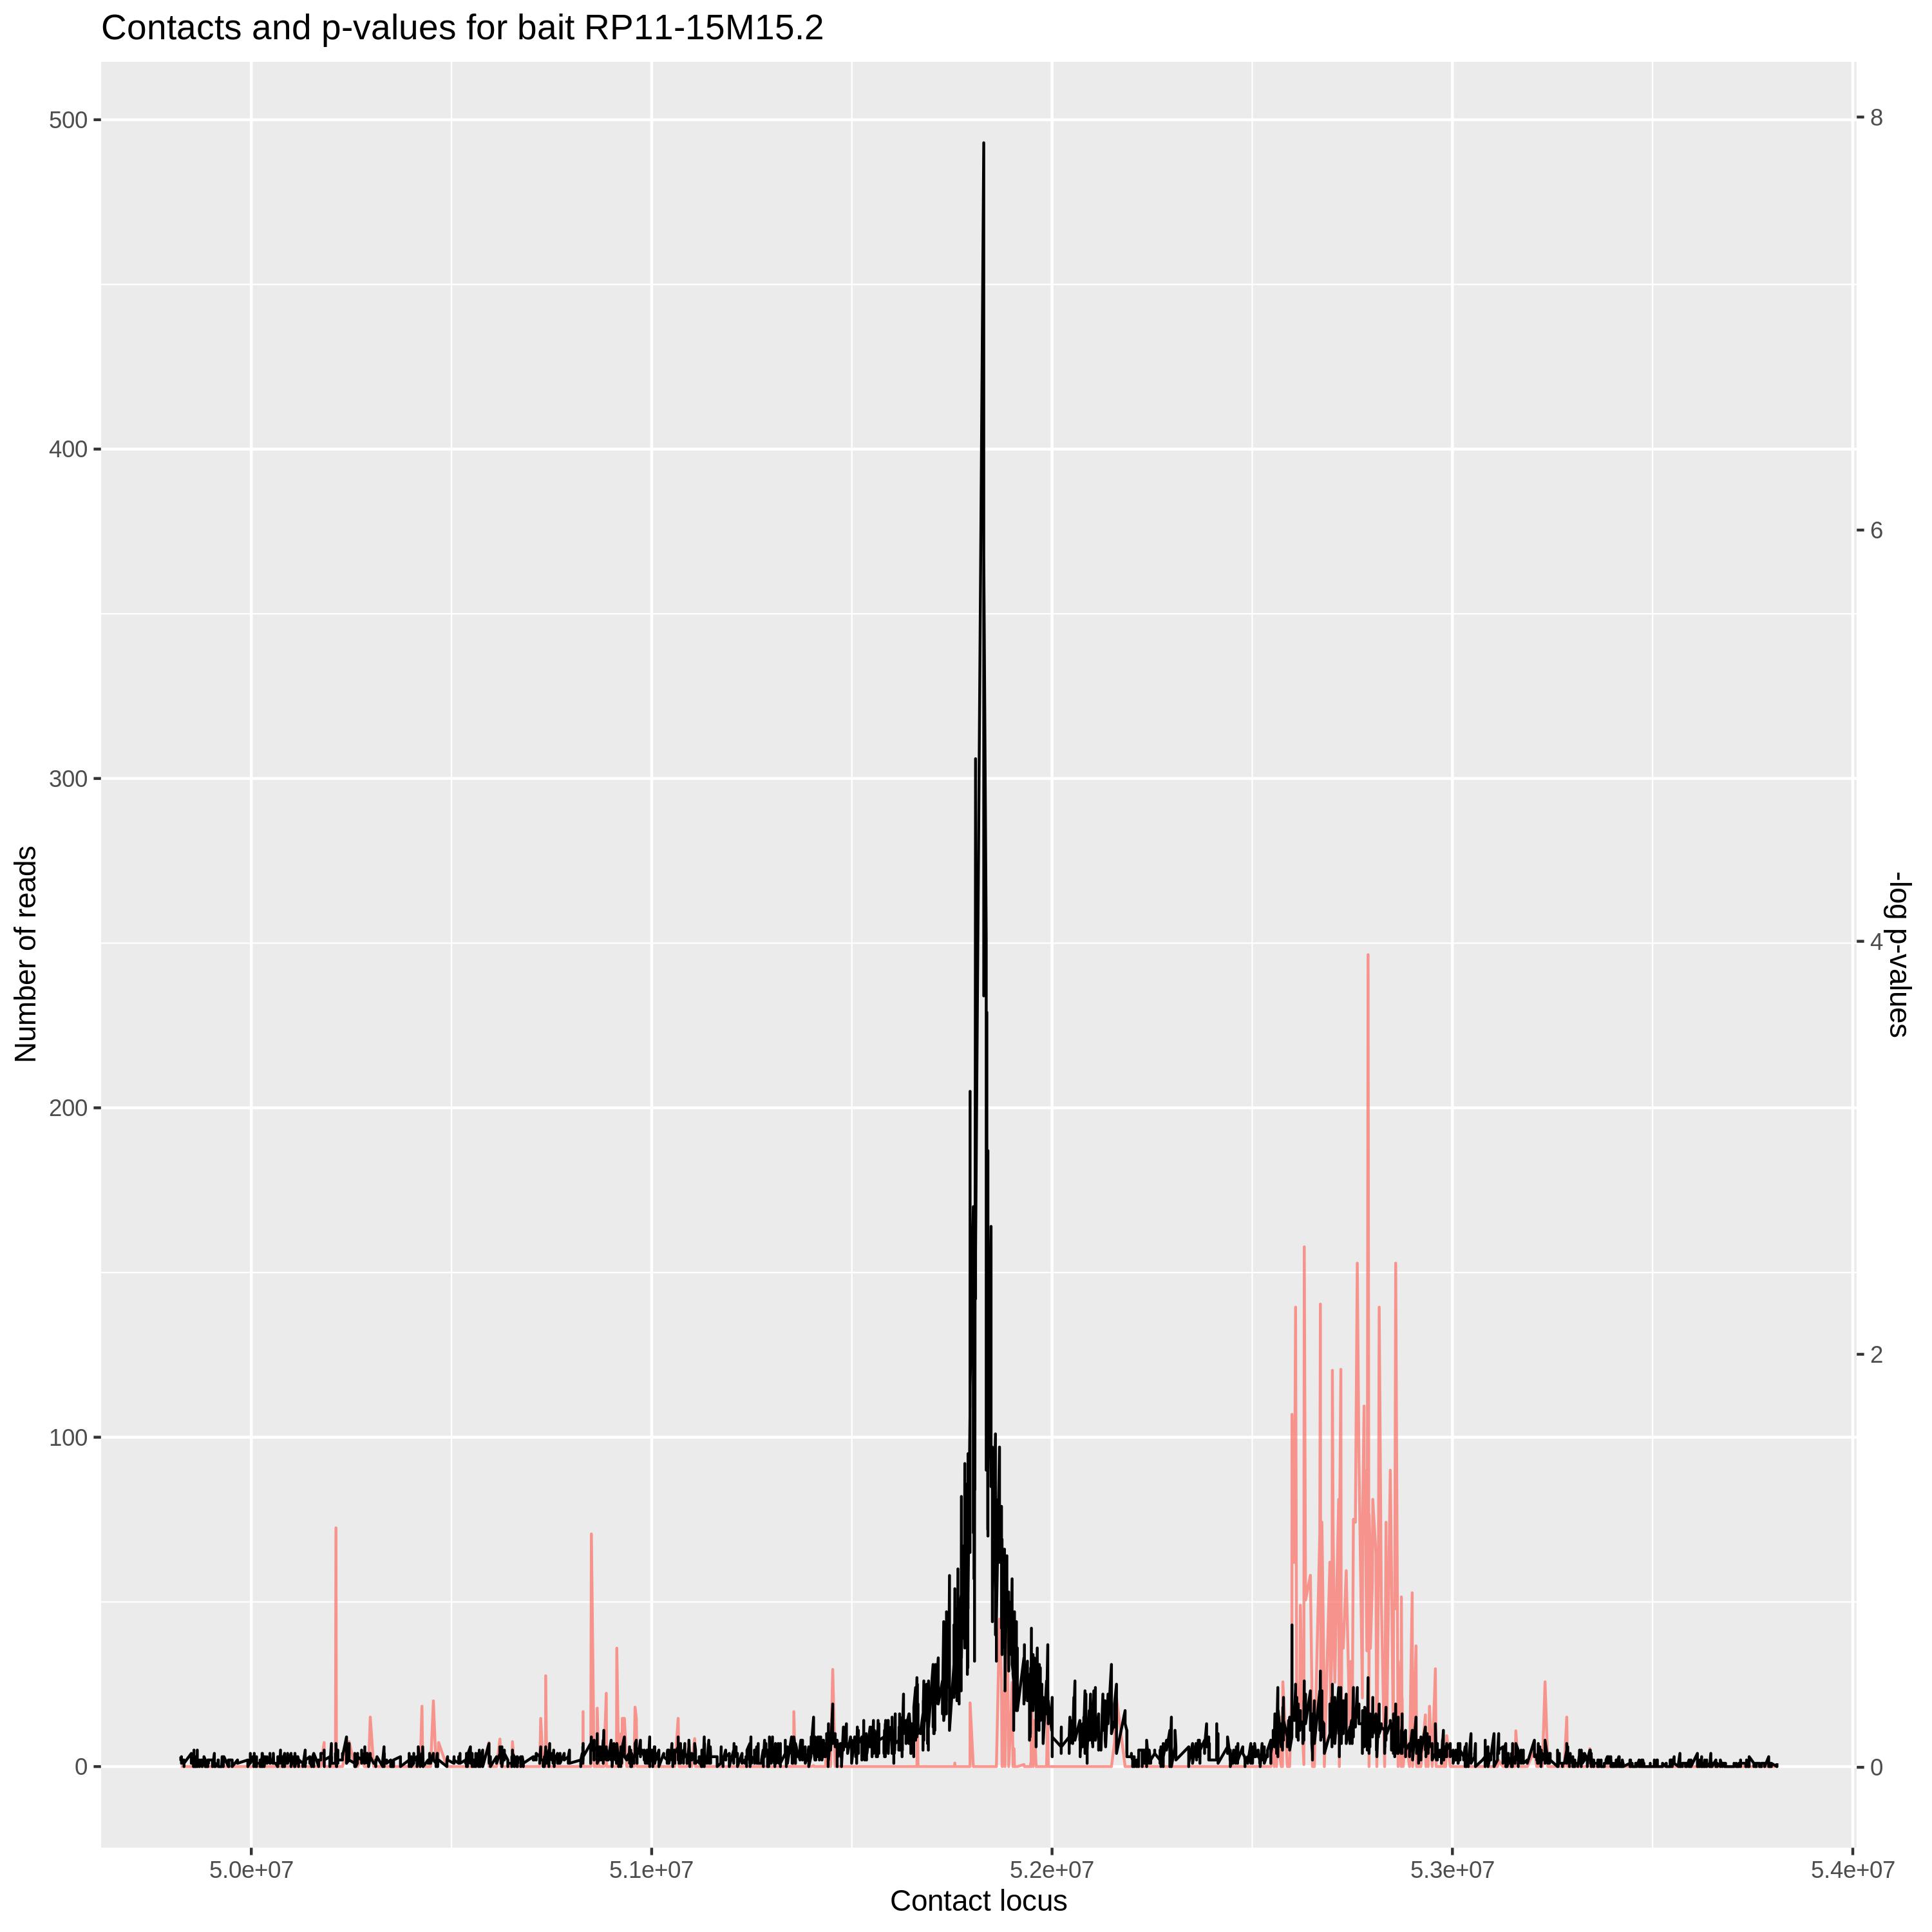 Contacts and p-values for bait RP11-15M15.2
500
400
300
200
100
0
Number of reads
8
6
4
2
0
-log p-values
5.0e+07 5.1e+07 5.2e+07 5.3e+07 5.4e+07
Contact locus